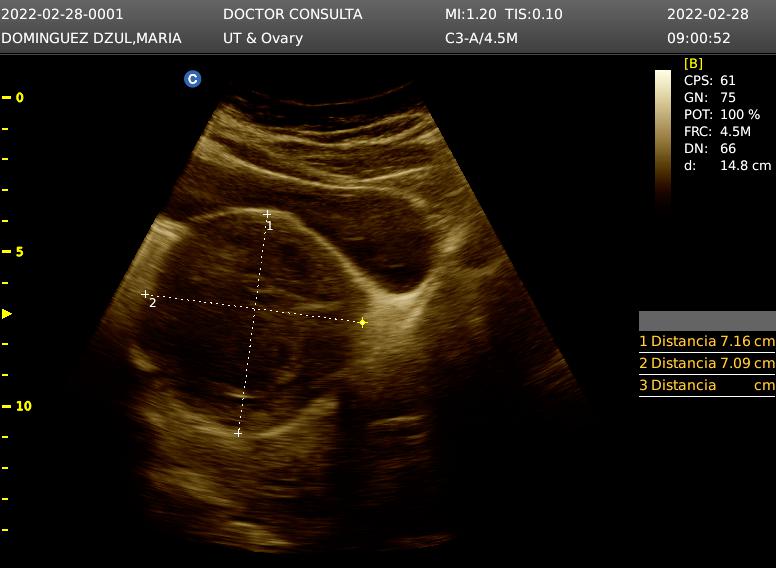 2022-02-28-0001 DOCTOR CONSULTA MI:1.20 TIS:0.10 2022-02-28
DOMINGUEZ DZUL,MARIA UT & Ovary C3-A/4.5M 09:00:52
C
[B]
CPS: 61
GN: 75
POT: 100 %
FRC: 4.5M
DN: 66
d: 14.8 cm
0
5
10
1
2
1 Distancia 7.16 cm
2 Distancia 7.09 cm
3 Distancia cm